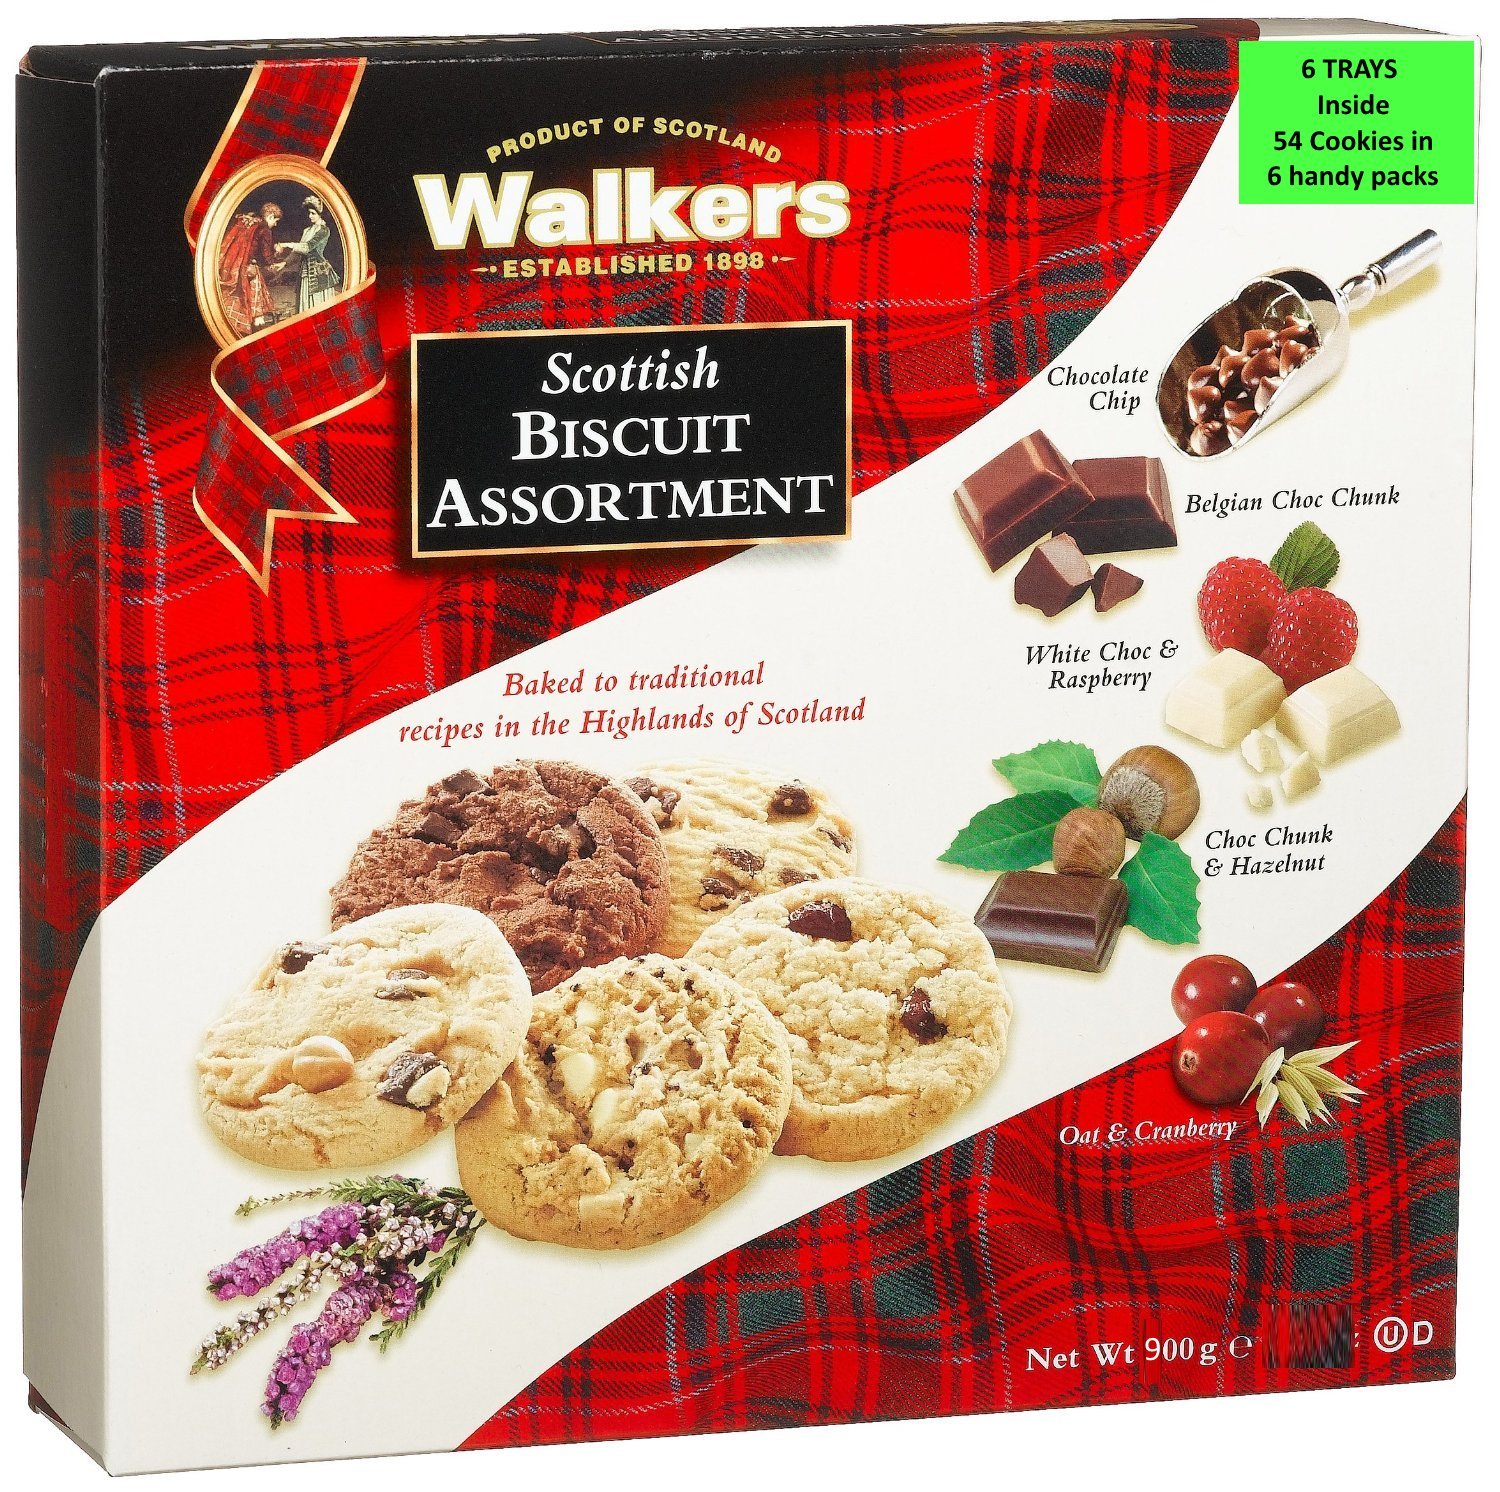 Walkers
6 TRAYS
Inside
54 Cookies in
6 handy packs
PRODUCT OF SCOTLAND
Walkers
ESTABLISHED 1898
Scottish
BISCUIT
ASSORTMENT
Chocolate
Chip
Belgian Choc Chunk
White Choc &
Raspberry
Baked to traditional
recipes in the Highlands of Scotland
Choc Chunk
& Hazelnut
Oat & Cranberry
Net Wt 900 g ℮
U D